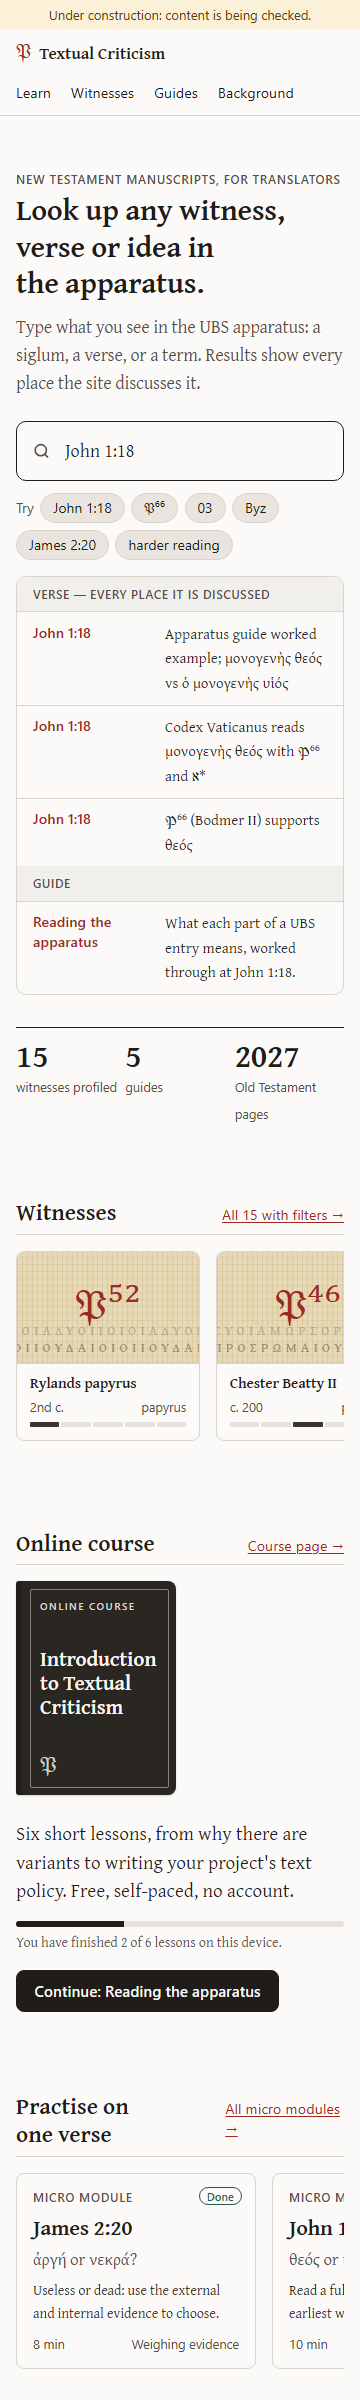 Under construction: content is being checked.
𝔓 Textual Criticism
Learn Witnesses Guides Background
NEW TESTAMENT MANUSCRIPTS, FOR TRANSLATORS
Look up any witness,
verse or idea in
the apparatus.
Type what you see in the UBS apparatus: a
siglum, a verse, or a term. Results show every
place the site discusses it.
John 1:18
Try John 1:18 𝔓⁶⁶ 03 Byz
James 2:20 harder reading
VERSE — EVERY PLACE IT IS DISCUSSED
John 1:18
Apparatus guide worked
example; μονογενὴς θεός
vs ὁ μονογενὴς υἱός
John 1:18
Codex Vaticanus reads
μονογενὴς θεός with 𝔓⁶⁶
and ℵ*
John 1:18
𝔓⁶⁶ (Bodmer II) supports
θεός
GUIDE
Reading the
apparatus
What each part of a UBS
entry means, worked
through at John 1:18.
15 5 2027
witnesses profiled guides Old Testament
pages
Witnesses All 15 with filters →
𝔓⁵² 𝔓⁴⁶
Rylands papyrus Chester Beatty II
2nd c. papyrus c. 200
Online course Course page →
ONLINE COURSE
Introduction
to Textual
Criticism
𝔓
Six short lessons, from why there are
variants to writing your project's text
policy. Free, self-paced, no account.
You have finished 2 of 6 lessons on this device.
Continue: Reading the apparatus
Practise on
one verse
All micro modules
→
MICRO MODULE Done MICRO M
James 2:20 John 1
ἀργή or νεκρά? θεός or
Useless or dead: use the external
and internal evidence to choose.
Read a ful
earliest w
8 min Weighing evidence 10 min